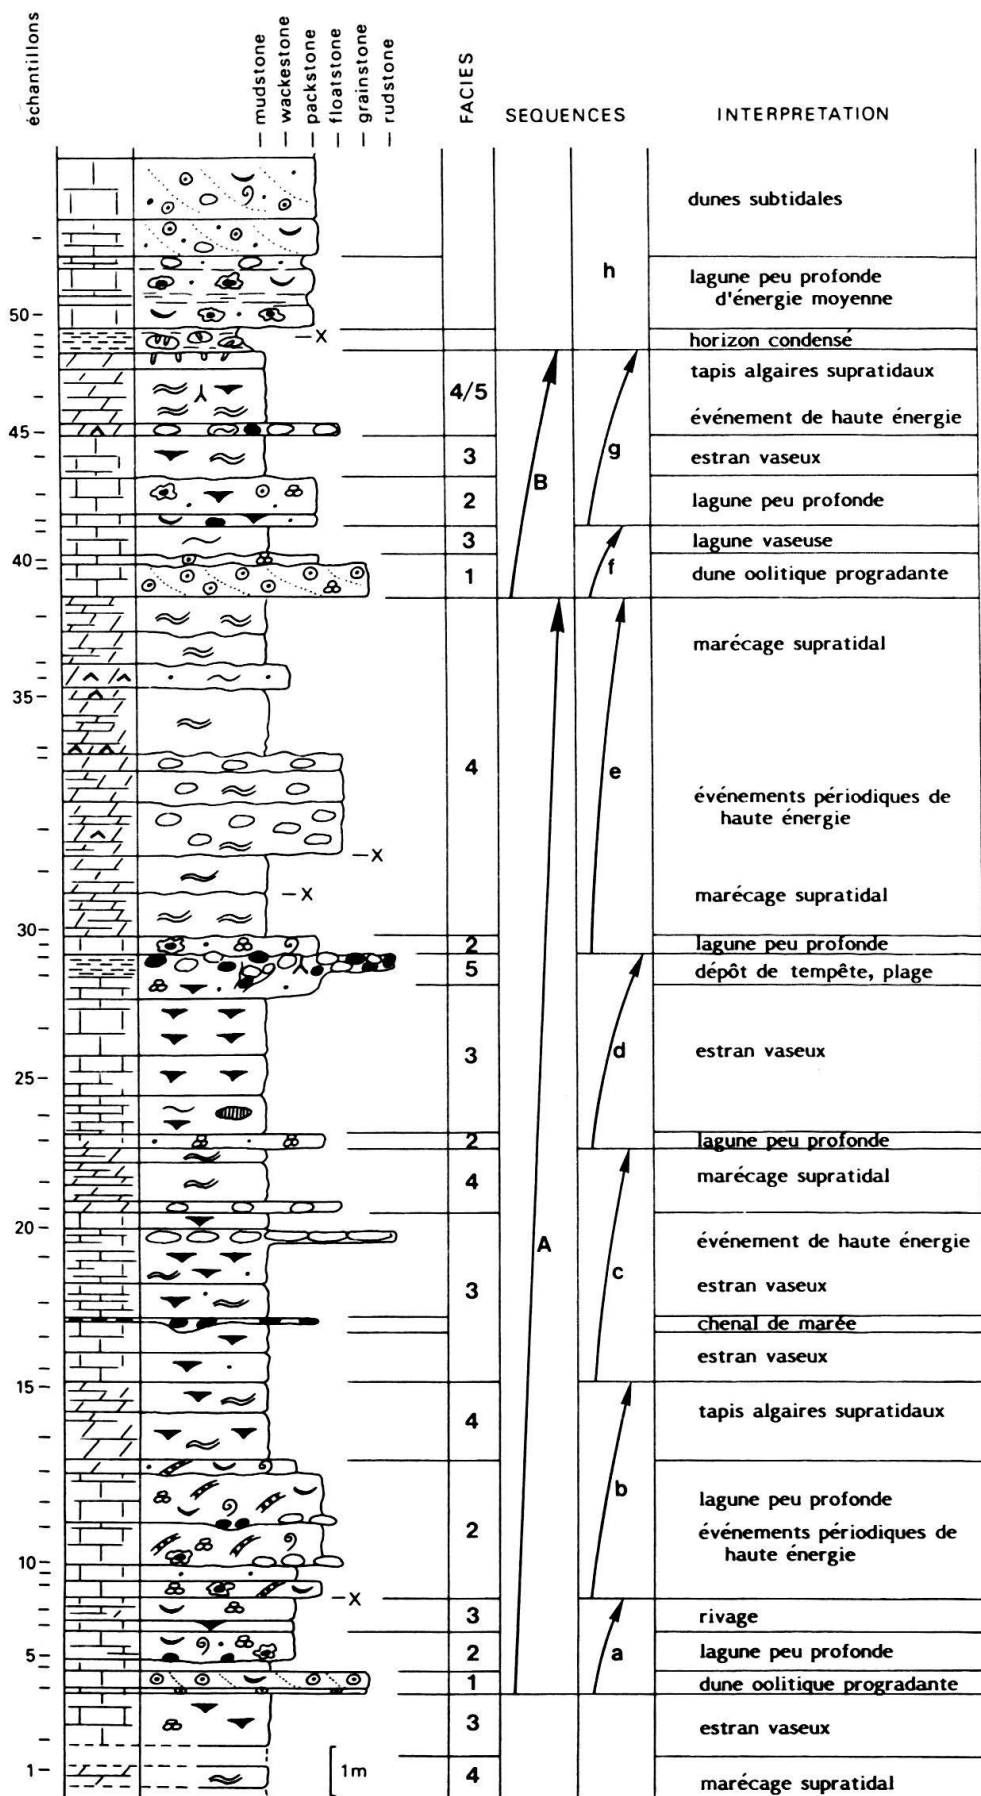 échantillons
mudstone
wackestone
packstone
floatstone
grainstone
rudstone
FACIES
SEQUENCES
INTERPRETATION
dunes subtidales
h
lagune peu profonde
d'énergie moyenne
50
X
horizon condensé
tapis algaires supratidaux
4/5
événement de haute énergie
45
g
3
estran vaseux
B
2
lagune peu profonde
3
lagune vaseuse
40
f
1
dune oolitique progradante
marécage supratidal
35
4
e
événements périodiques de
haute énergie
X
X
marécage supratidal
30
2
lagune peu profonde
5
dépôt de tempête, plage
d
3
estran vaseux
25
2
lagune peu profonde
4
marécage supratidal
20
A
événement de haute énergie
c
3
estran vaseux
chenal de marée
estran vaseux
15
4
tapis algaires supratidaux
b
lagune peu profonde
2
événements périodiques de
haute énergie
10
X
3
rivage
5
2
a
lagune peu profonde
1
dune oolitique progradante
3
estran vaseux
1
1m
4
marécage supratidal